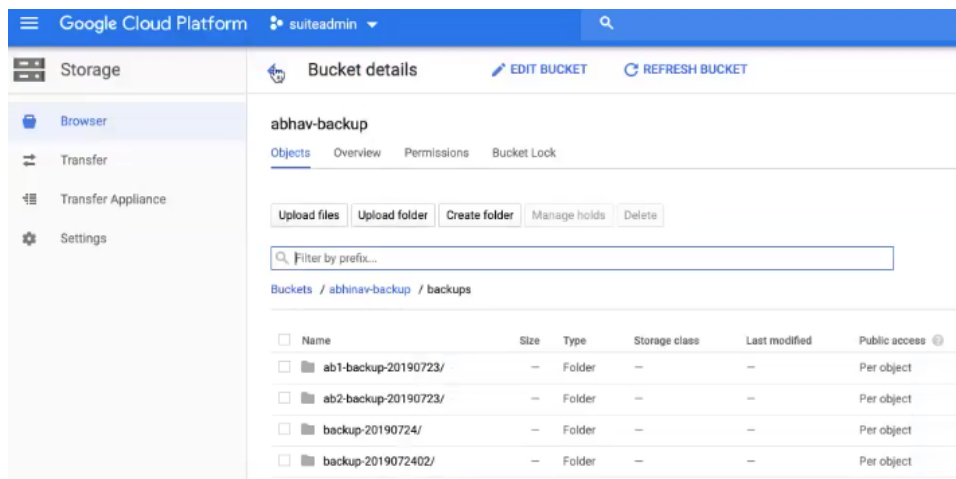 Google Cloud Platform suiteadmin
Storage Bucket details EDIT BUCKET REFRESH BUCKET
Browser
Transfer
Transfer Appliance
Settings
abhav-backup
Objects Overview Permissions Bucket Lock
Upload files Upload folder Create folder Manage holds Delete
Filter by prefix...
Buckets / abhinav-backup / backups
Name Size Type Storage class Last modified Public access
ab1-backup-20190723/ — Folder — — Per object
ab2-backup-20190723/ — Folder — — Per object
backup-20190724/ — Folder — — Per object
backup-2019072402/ — Folder — — Per object